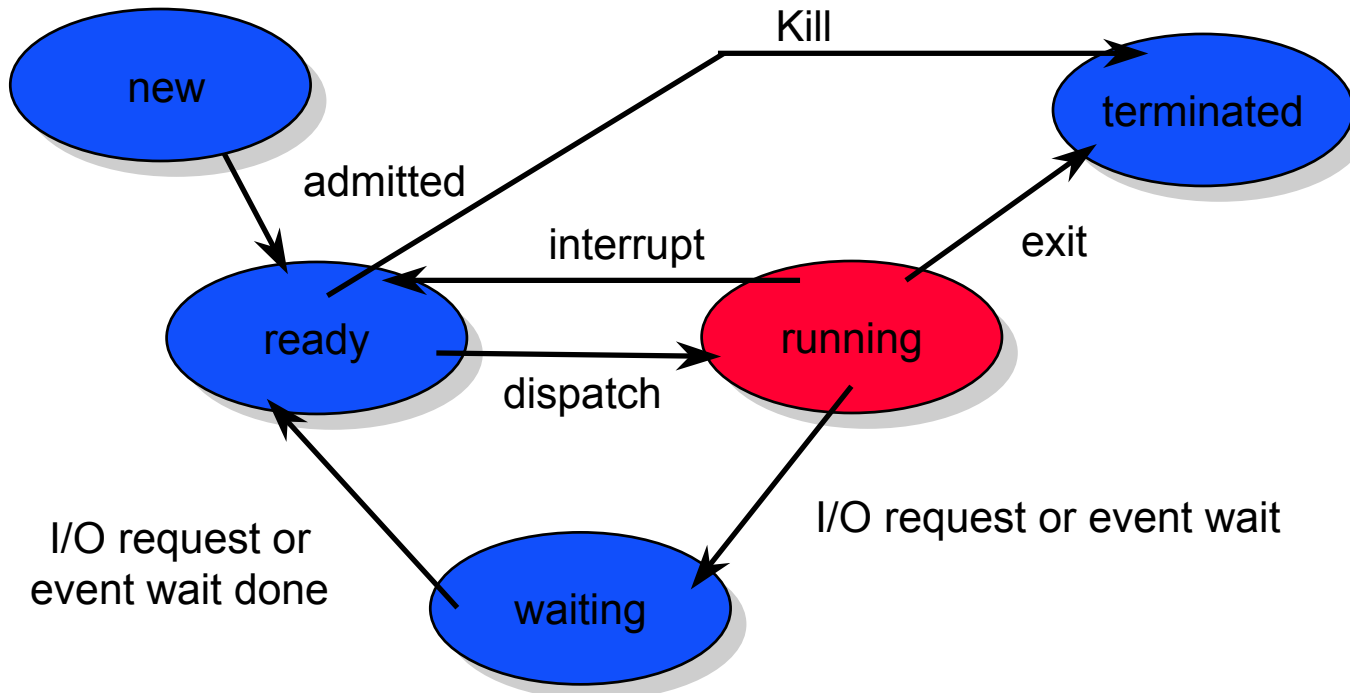 Kill
new
terminated
admitted
interrupt
exit
ready
running
dispatch
I/O request or event wait
I/O request or
event wait done
waiting